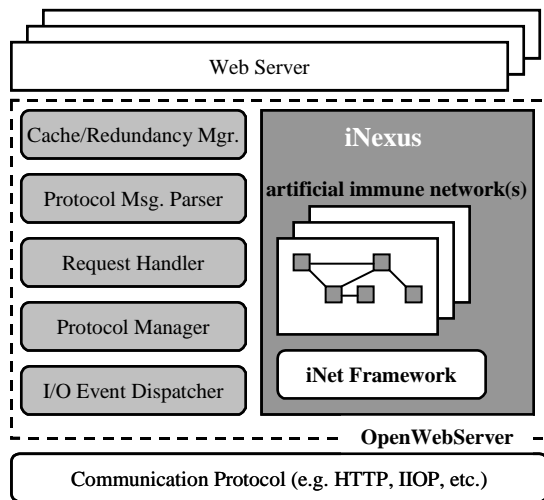 Web Server
Cache/Redundancy Mgr.
Protocol Msg. Parser
Request Handler
Protocol Manager
I/O Event Dispatcher
iNexus
artificial immune network(s)
iNet Framework
OpenWebServer
Communication Protocol (e.g. HTTP, IIOP, etc.)